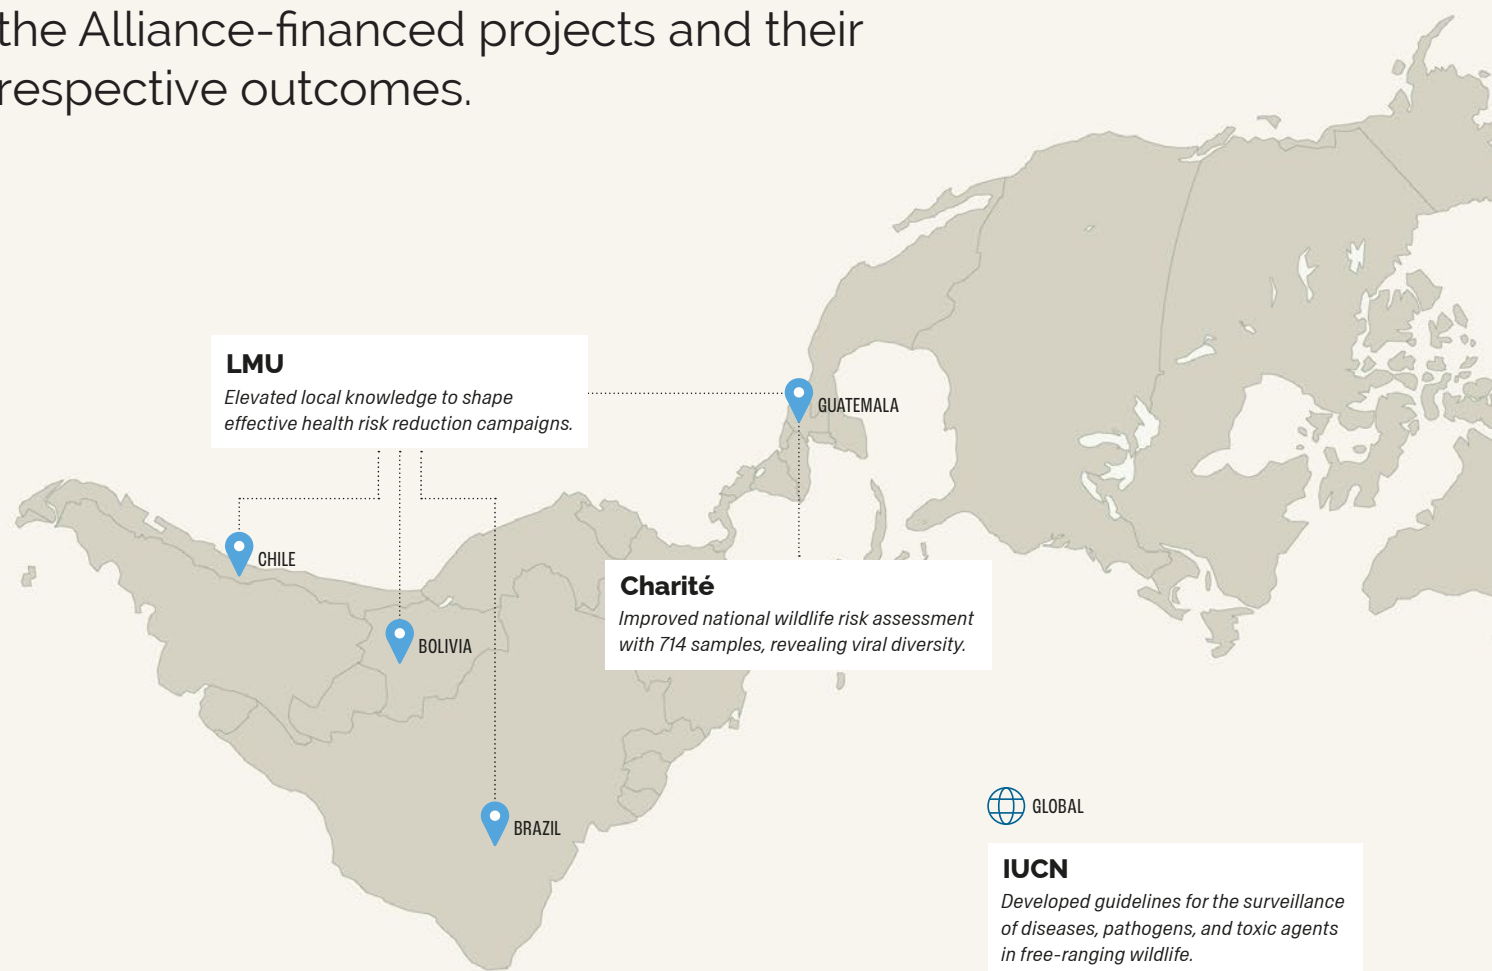 the Alliance-financed projects and their
respective outcomes.
LMU
Elevated local knowledge to shape
effective health risk reduction campaigns.
GUATEMALA
CHILE
Charité
Improved national wildlife risk assessment
with 714 samples, revealing viral diversity.
BOLIVIA
BRAZIL
GLOBAL
IUCN
Developed guidelines for the surveillance
of diseases, pathogens, and toxic agents
in free-ranging wildlife.